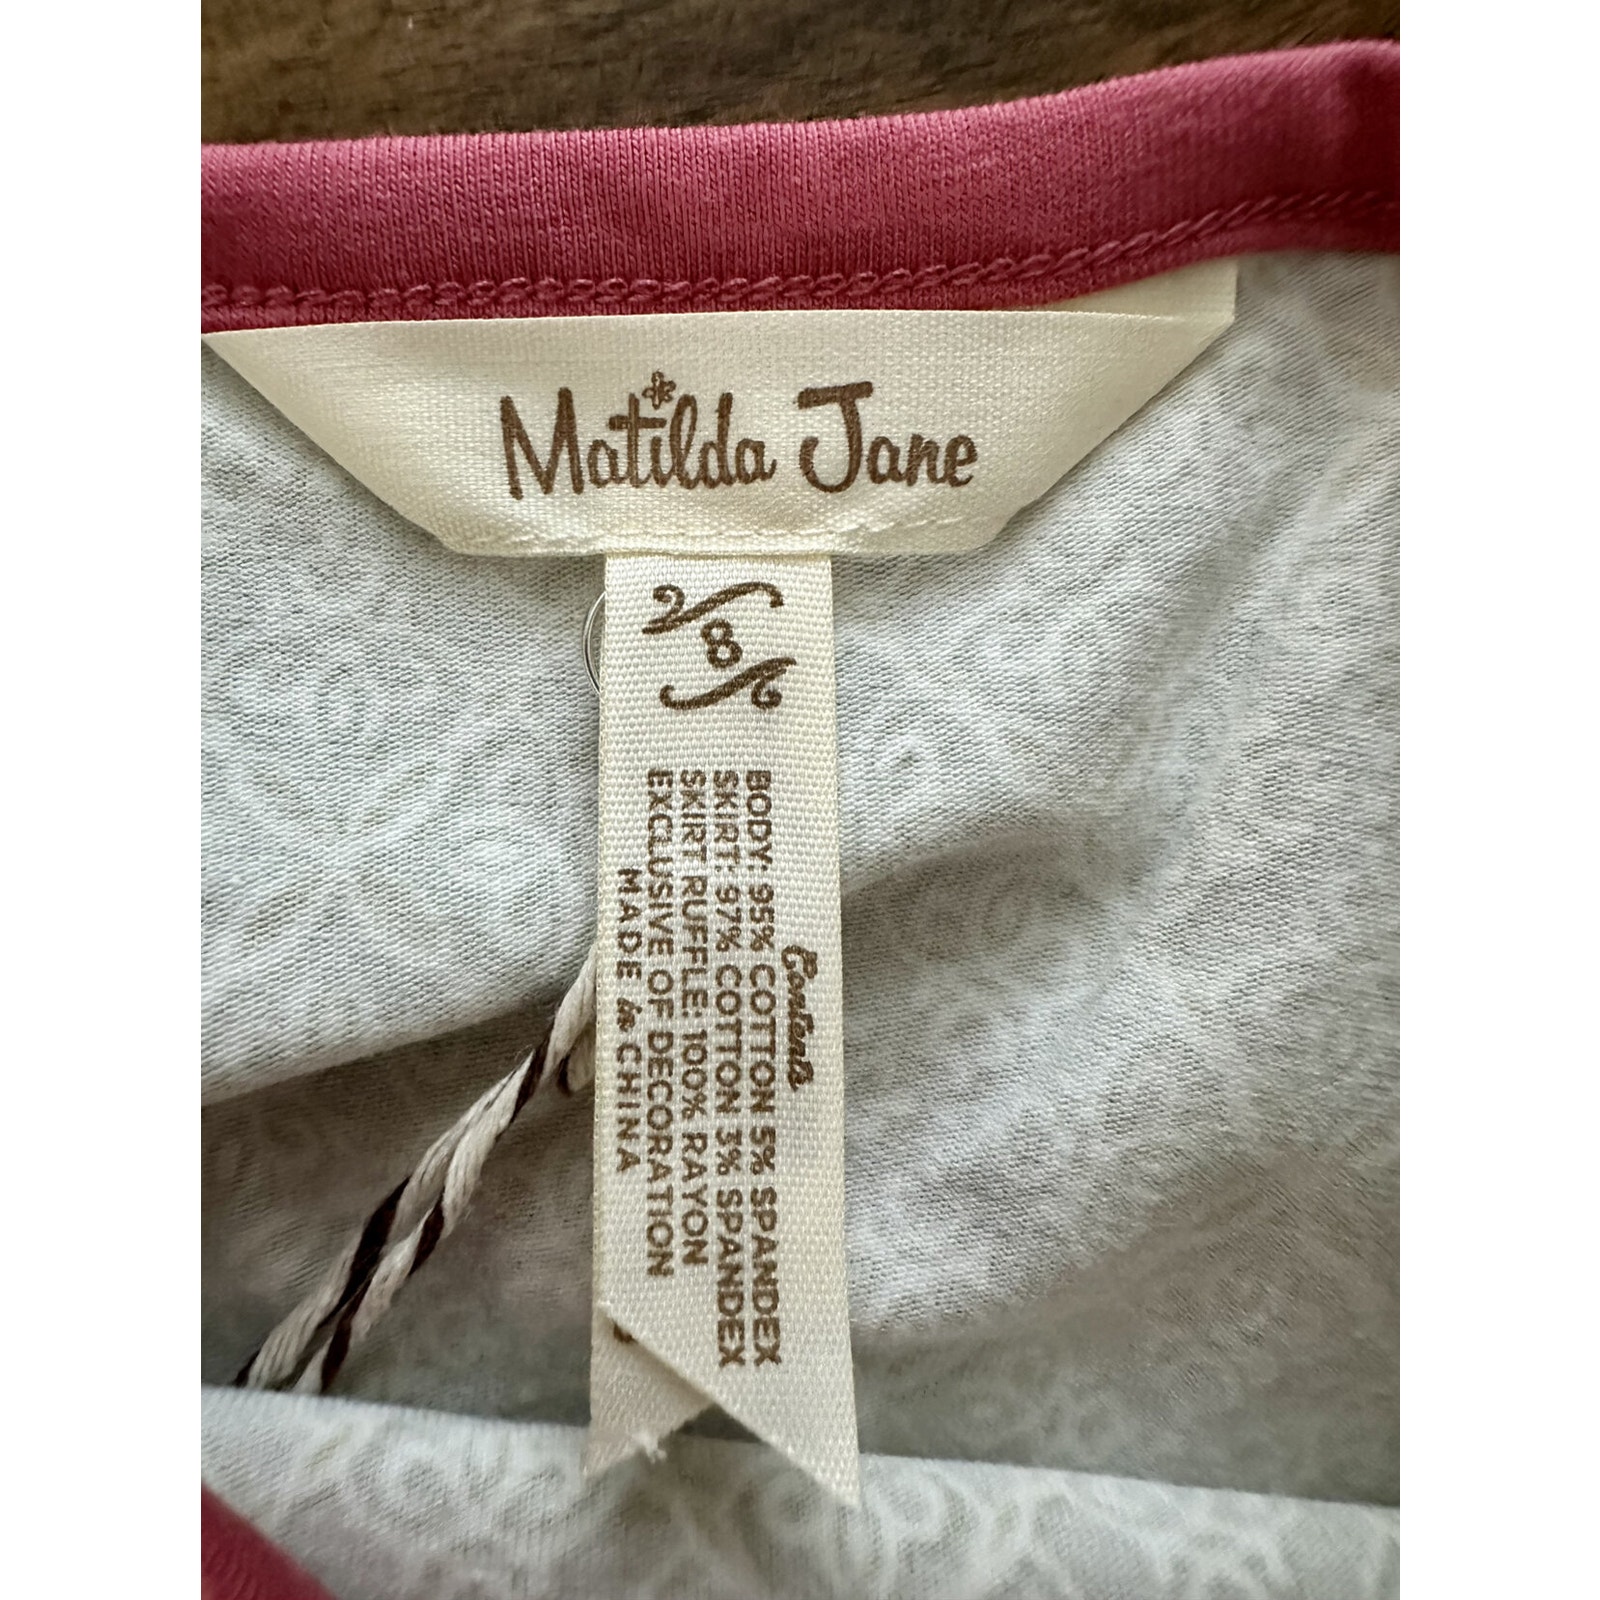 Matilda Jane
8
Contents
BODY: 95% COTTON 5% SPANDEX
SKIRT: 97% COTTON 3% SPANDEX
SKIRT RUFFLE: 100% RAYON
EXCLUSIVE OF DECORATION
MADE in CHINA